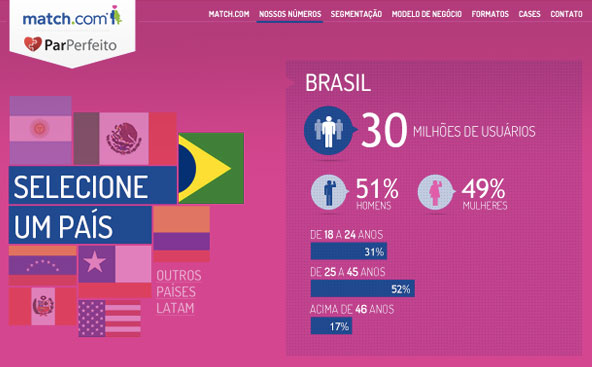 match.com
ParPerfeito
MATCH.COM NOSSOS NÚMEROS SEGMENTAÇÃO MODELO DE NEGÓCIO FORMATOS CASES CONTATO
SELECIONE
UM PAÍS
OUTROS
PAÍSES
LATAM
BRASIL
30 MILHÕES DE USUÁRIOS
51% HOMENS
49% MULHERES
DE 18 A 24 ANOS
31%
DE 25 A 45 ANOS
52%
ACIMA DE 46 ANOS
17%